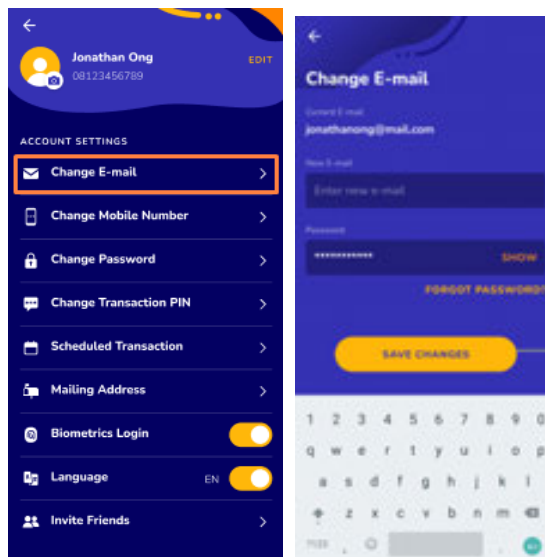 Jonathan Ong
EDIT
08123456789
ACCOUNT SETTINGS
Change E-mail
Change Mobile Number
Change Password
Change Transaction PIN
Scheduled Transaction
Mailing Address
Biometrics Login
Language EN
Invite Friends
Change E-mail
Current E-mail
jonathanong@mail.com
New E-mail
Enter new e-mail
Password
SHOW
FORGOT PASSWORD?
SAVE CHANGES
1 2 3 4 5 6 7 8 9 0
q w e r t y u i o p
a s d f g h j k l
z x c v b n m